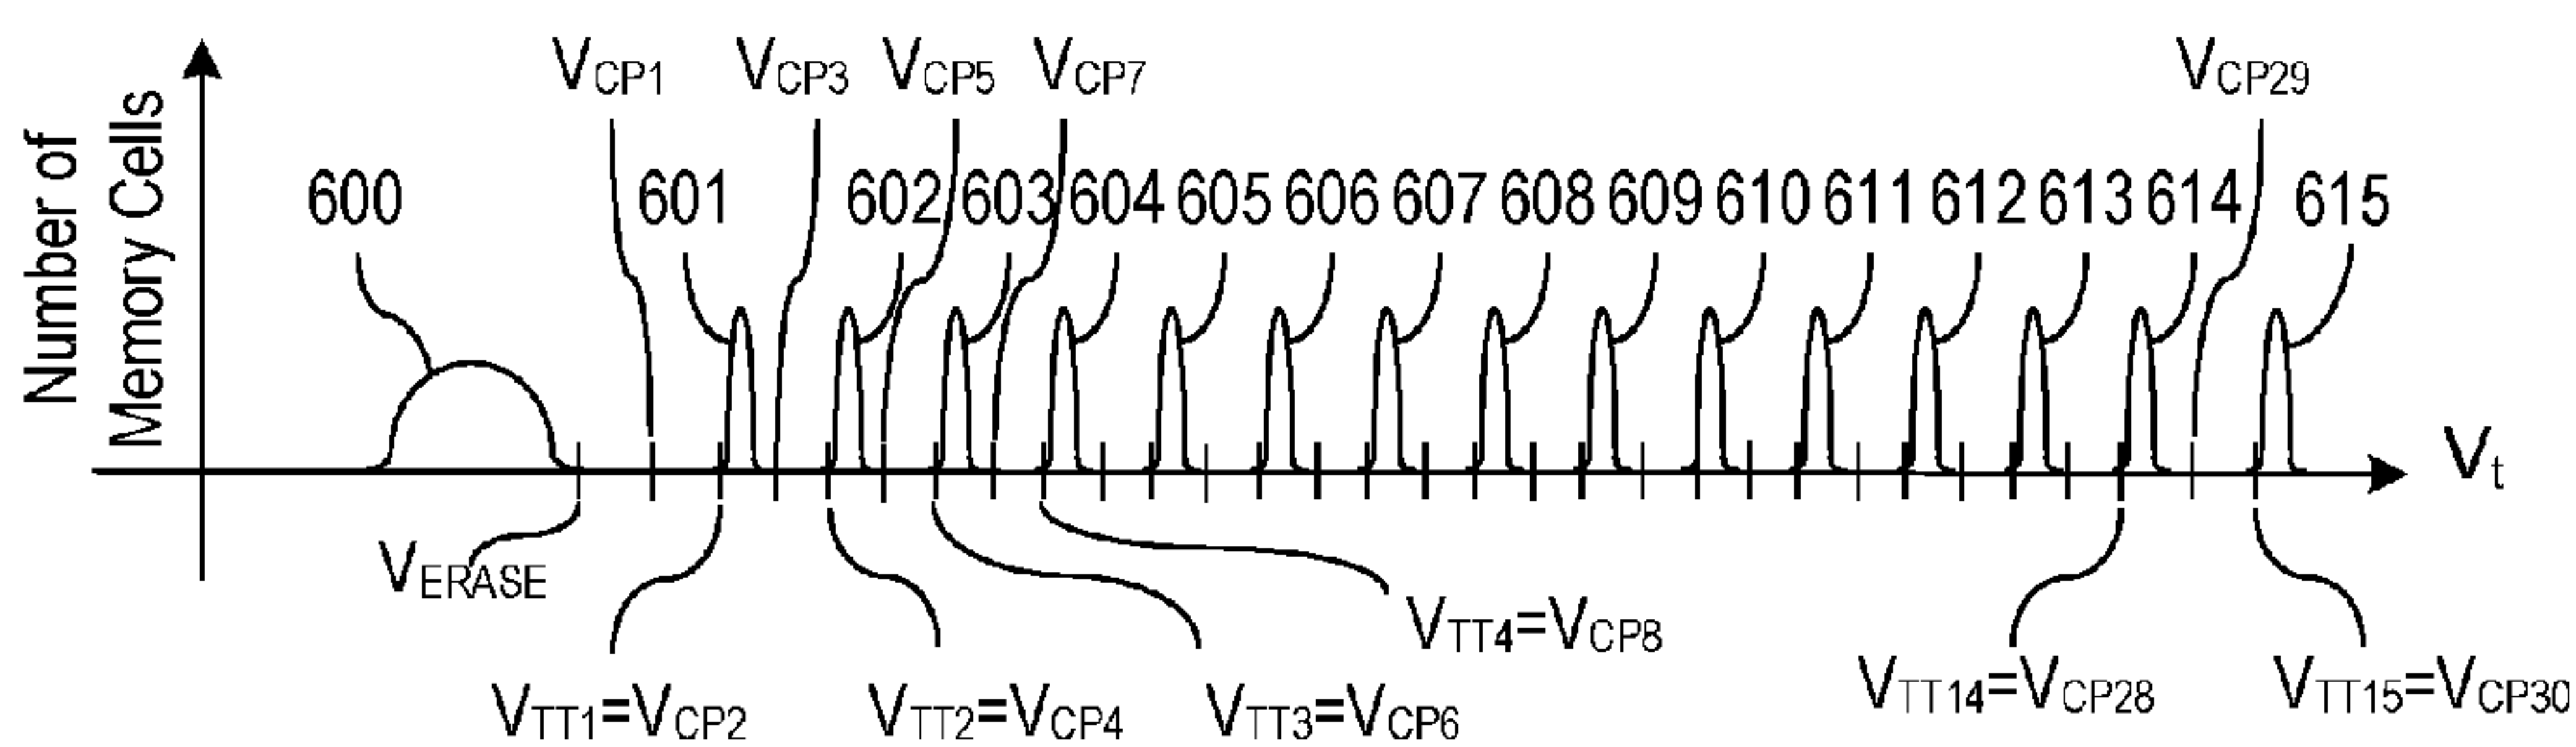 Number of
Memory Cells
VCP1 VCP3 VCP5 VCP7 VCP29
600 601 602 603 604 605 606 607 608 609 610 611 612 613 614 615
Vt
VERASE
VTT4=VCP8
VTT1=VCP2 VTT2=VCP4 VTT3=VCP6 VTT14=VCP28 VTT15=VCP30